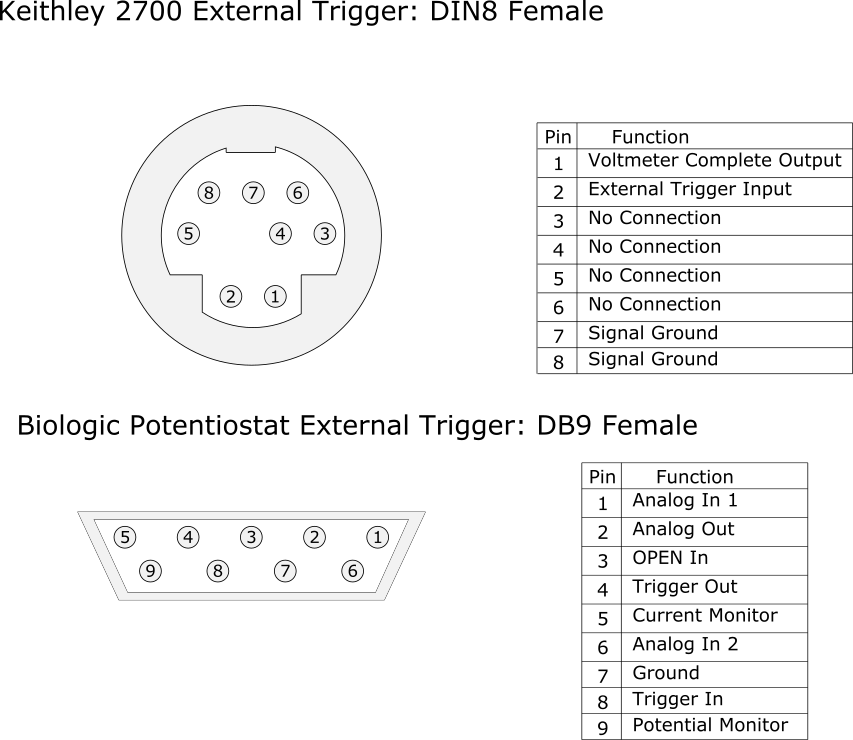 Keithley 2700 External Trigger: DIN8 Female
8 7 6
5 4 3
2 1
Pin Function
1 Voltmeter Complete Output
2 External Trigger Input
3 No Connection
4 No Connection
5 No Connection
6 No Connection
7 Signal Ground
8 Signal Ground
Biologic Potentiostat External Trigger: DB9 Female
5 4 3 2 1
9 8 7 6
Pin Function
1 Analog In 1
2 Analog Out
3 OPEN In
4 Trigger Out
5 Current Monitor
6 Analog In 2
7 Ground
8 Trigger In
9 Potential Monitor